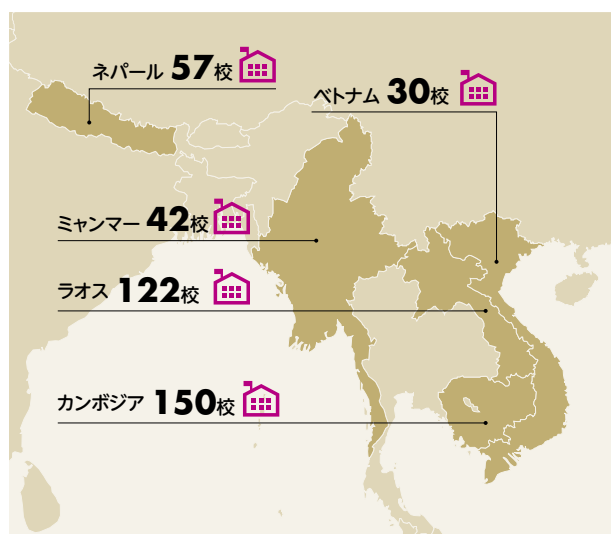 ネパール 57校
ベトナム 30校
ミャンマー 42校
ラオス 122校
カンボジア 150校